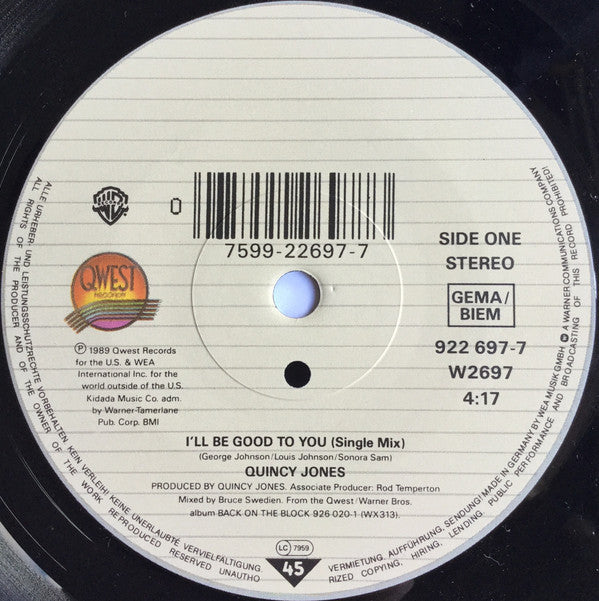 0
7599-22697-7
QWEST
RECORDS
SIDE ONE
STEREO
GEMA/
BIEM
922 697-7
W2697
4:17
℗ 1989 Qwest Records
for the U.S. & WEA
International Inc. for the
world outside of the U.S.
Kidada Music Co. adm.
by Warner-Tamerlane
Pub. Corp. BMI
I'LL BE GOOD TO YOU (Single Mix)
(George Johnson/Louis Johnson/Sonora Sam)
QUINCY JONES
PRODUCED BY QUINCY JONES. Associate Producer: Rod Temperton
Mixed by Bruce Swedien. From the Qwest/Warner Bros.
album BACK ON THE BLOCK 926 020-1 (WX313).
LC 7959
45
ALLE URHEBER- UND LEISTUNGSSCHUTZRECHTE VORBEHALTEN. KEIN VERLEIH! KEINE UNERLAUBTE VERVIELFÄLTIGUNG, VERMIETUNG, AUFFÜHRUNG, SENDUNG! MADE IN GERMANY BY WEA MUSIK GMBH A WARNER COMMUNICATIONS COMPANY
ALL RIGHTS OF THE PRODUCER AND OF THE OWNER OF THE WORK REPRODUCED RESERVED UNAUTHORIZED COPYING, HIRING, LENDING, PUBLIC PERFORMANCE AND BROADCASTING OF THIS RECORD PROHIBITED!